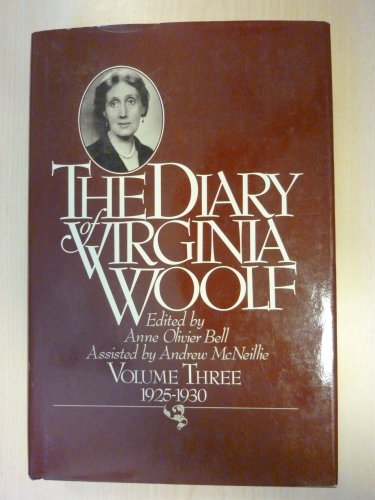 THE DIARY
of VIRGINIA
WOOLF
Edited by
Anne Olivier Bell
Assisted by Andrew McNeillie
VOLUME THREE
1925-1930